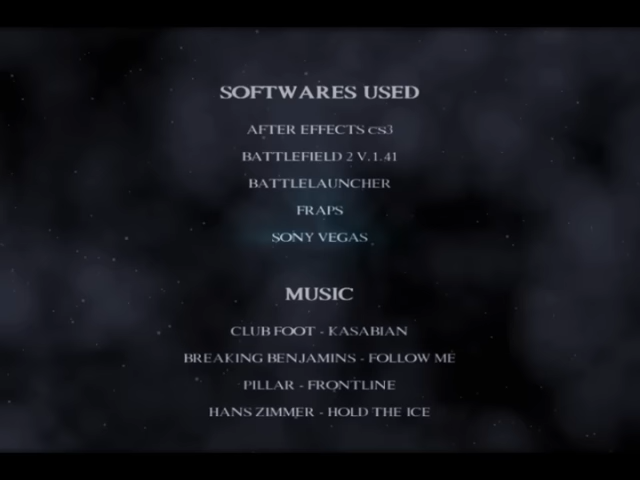 SOFTWARES USED
AFTER EFFECTS CS3
BATTLEFIELD 2 V.1.41
BATTLELAUNCHER
FRAPS
SONY VEGAS
MUSIC
CLUB FOOT - KASABIAN
BREAKING BENJAMINS - FOLLOW ME
PILLAR - FRONTLINE
HANS ZIMMER - HOLD THE ICE